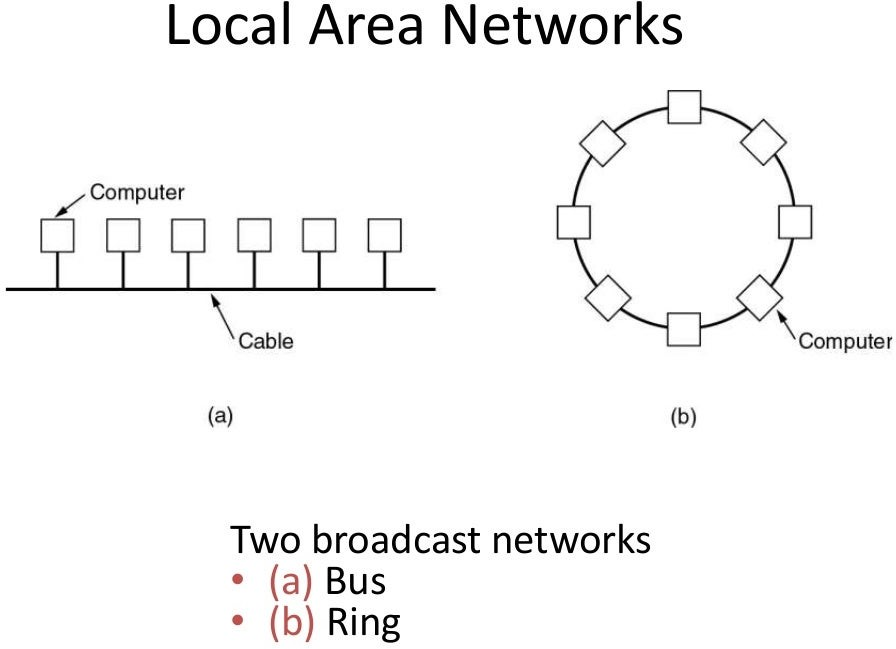 Local Area Networks
Computer
Cable
Computer
(a)
(b)
Two broadcast networks
• (a) Bus
• (b) Ring